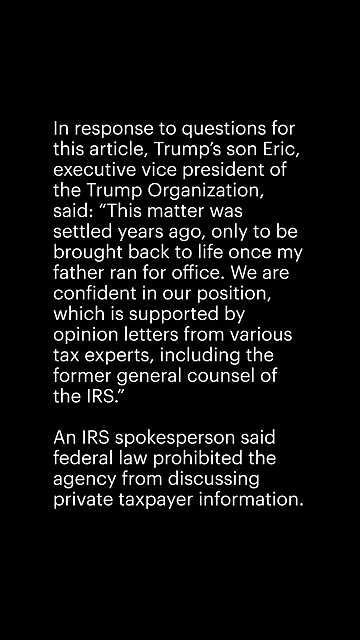 In response to questions for
this article, Trump’s son Eric,
executive vice president of
the Trump Organization,
said: “This matter was
settled years ago, only to be
brought back to life once my
father ran for office. We are
confident in our position,
which is supported by
opinion letters from various
tax experts, including the
former general counsel of
the IRS.”
An IRS spokesperson said
federal law prohibited the
agency from discussing
private taxpayer information.